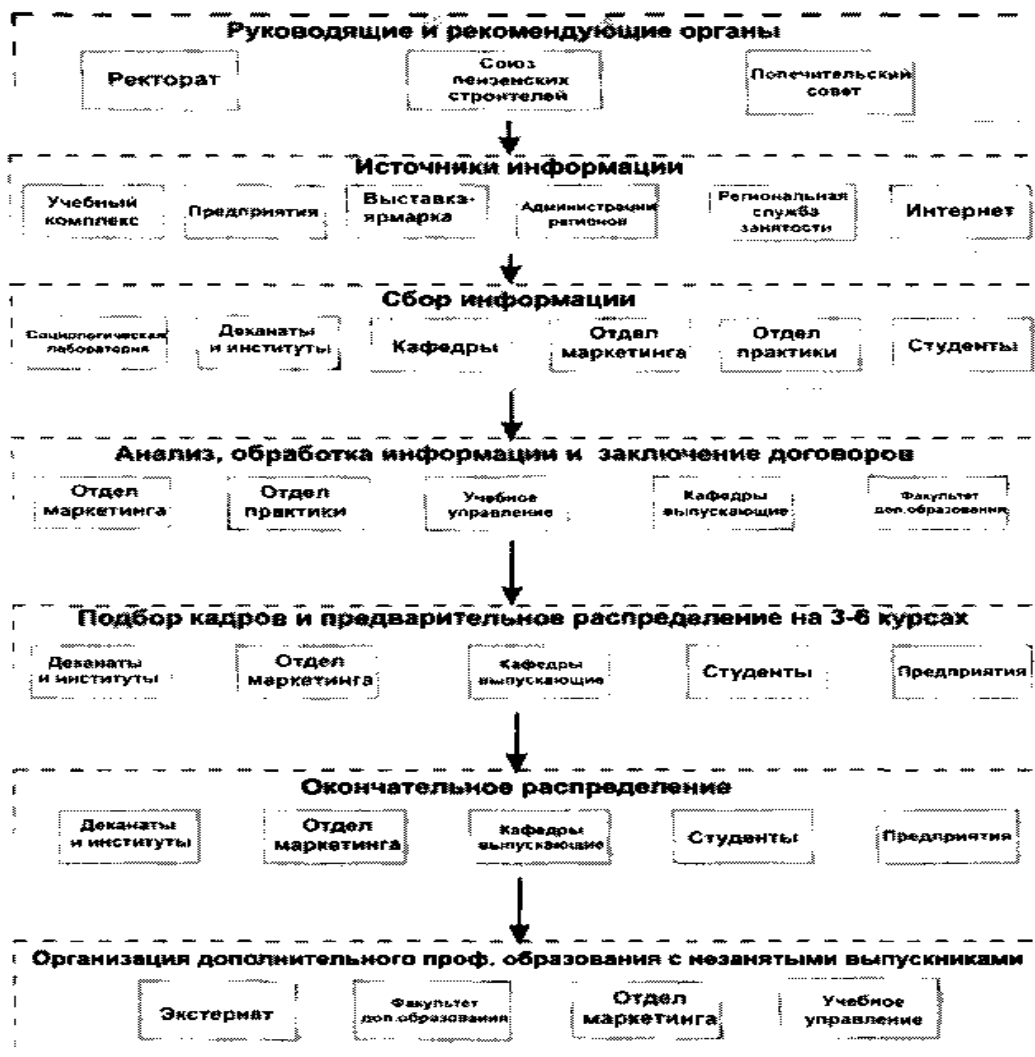 Руководящие и рекомендующие органы
Ректорат
Союз
пензенских
строителей
Попечительский
совет
Источники информации
Учебный
комплекс
Предприятия
Выставка-
ярмарка
Администрации
регионов
Региональная
служба
занятости
Интернет
Сбор информации
Социологическая
лаборатория
Деканаты
и институты
Кафедры
Отдел
маркетинга
Отдел
практики
Студенты
Анализ, обработка информации и заключение договоров
Отдел
маркетинга
Отдел
практики
Учебное
управление
Кафедры
выпускающие
Факультет
доп.образования
Подбор кадров и предварительное распределение на 3-6 курсах
Деканаты
и институты
Отдел
маркетинга
Кафедры
выпускающие
Студенты
Предприятия
Окончательное распределение
Деканаты
и институты
Отдел
маркетинга
Кафедры
выпускающие
Студенты
Предприятия
Организация дополнительного проф. образования с незанятыми выпускниками
Экстернат
Факультет
доп.образования
Отдел
маркетинга
Учебное
управление